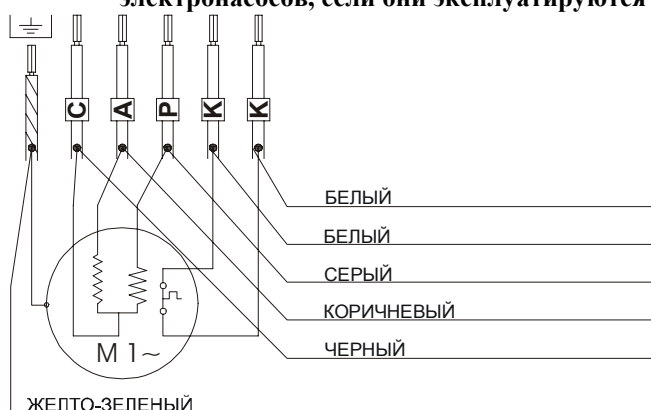 электронасосов, если они эксплуатируются
С А Р К К
БЕЛЫЙ
БЕЛЫЙ
СЕРЫЙ
КОРИЧНЕВЫЙ
ЧЕРНЫЙ
M 1~
ЖЕЛТО-ЗЕЛЕНЫЙ